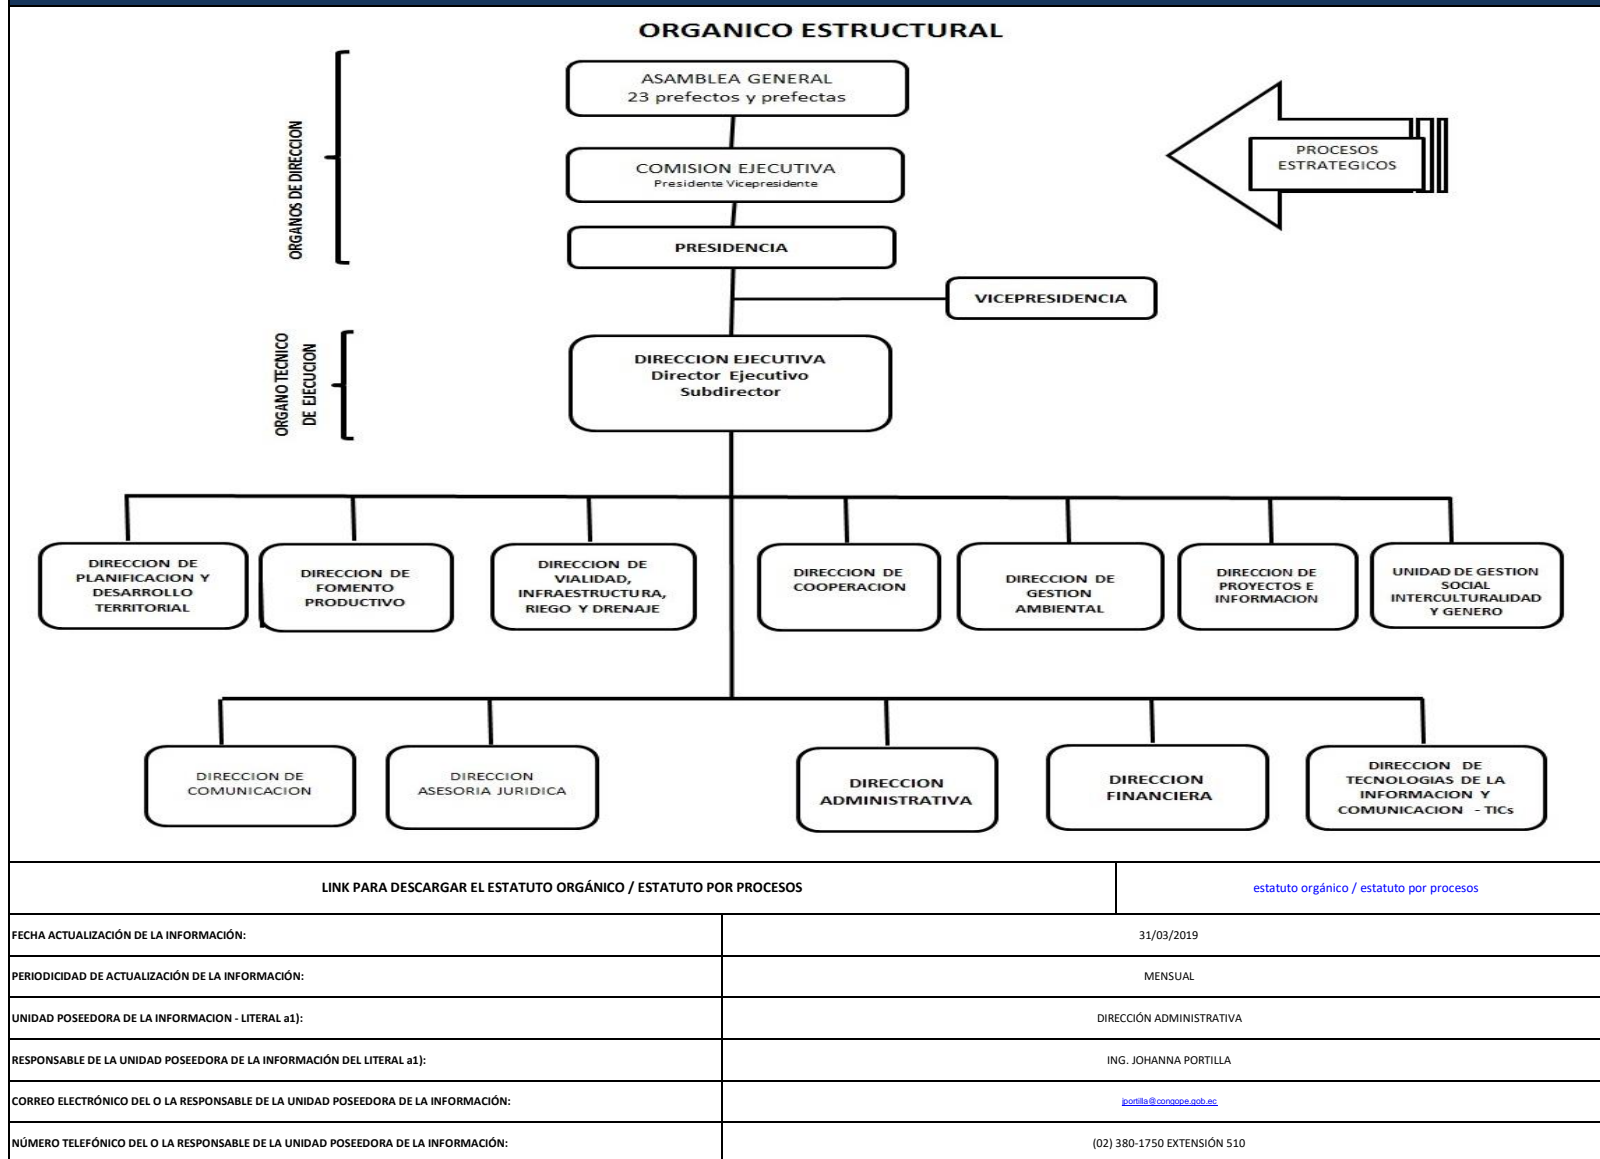 ORGANICO ESTRUCTURAL
ORGANOS DE DIRECCION
ASAMBLEA GENERAL
23 prefectos y prefectas
COMISION EJECUTIVA
Presidente Vicepresidente
PROCESOS
ESTRATEGICOS
PRESIDENCIA
VICEPRESIDENCIA
ORGANO TECNICO
DE EJECUCION
DIRECCION EJECUTIVA
Director Ejecutivo
Subdirector
DIRECCION DE
PLANIFICACION Y
DESARROLLO
TERRITORIAL
DIRECCION DE
FOMENTO
PRODUCTIVO
DIRECCION DE
VIALIDAD,
INFRAESTRUCTURA,
RIEGO Y DRENAJE
DIRECCION DE
COOPERACION
DIRECCION DE
GESTION
AMBIENTAL
DIRECCION DE
PROYECTOS E
INFORMACION
UNIDAD DE GESTION
SOCIAL
INTERCULTURALIDAD
Y GENERO
DIRECCION DE
COMUNICACION
DIRECCION
ASESORIA JURIDICA
DIRECCION
ADMINISTRATIVA
DIRECCION
FINANCIERA
DIRECCION DE
TECNOLOGIAS DE LA
INFORMACION Y
COMUNICACION - TICs
LINK PARA DESCARGAR EL ESTATUTO ORGÁNICO / ESTATUTO POR PROCESOS
estatuto orgánico / estatuto por procesos
FECHA ACTUALIZACIÓN DE LA INFORMACIÓN:
31/03/2019
PERIODICIDAD DE ACTUALIZACIÓN DE LA INFORMACIÓN:
MENSUAL
UNIDAD POSEEDORA DE LA INFORMACION - LITERAL a1):
DIRECCIÓN ADMINISTRATIVA
RESPONSABLE DE LA UNIDAD POSEEDORA DE LA INFORMACIÓN DEL LITERAL a1):
ING. JOHANNA PORTILLA
CORREO ELECTRÓNICO DEL O LA RESPONSABLE DE LA UNIDAD POSEEDORA DE LA INFORMACIÓN:
jportilla@congope.gob.ec
NÚMERO TELEFÓNICO DEL O LA RESPONSABLE DE LA UNIDAD POSEEDORA DE LA INFORMACIÓN:
(02) 380-1750 EXTENSIÓN 510